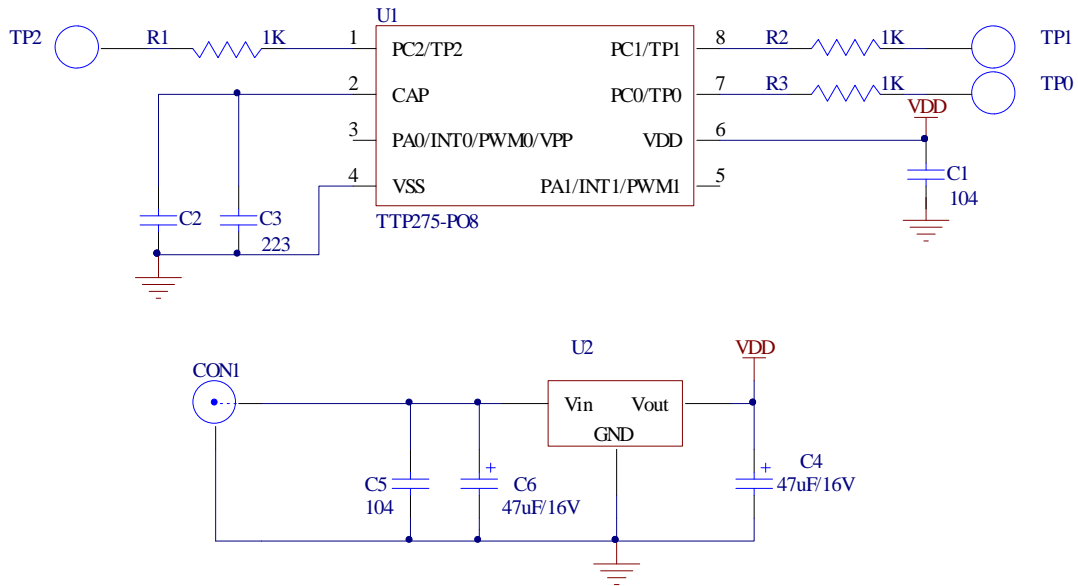 U1
TP2 R1 1K 1 PC2/TP2 PC1/TP1 8 R2 1K TP1
2 CAP PC0/TP0 7 R3 1K TP0
VDD
3 PA0/INT0/PWM0/VPP VDD 6
4 VSS PA1/INT1/PWM1 5 C1
104
C2 C3 TTP275-PO8
223
U2 VDD
CON1
Vin Vout
GND
C5 + C6 + C4
104 47uF/16V 47uF/16V